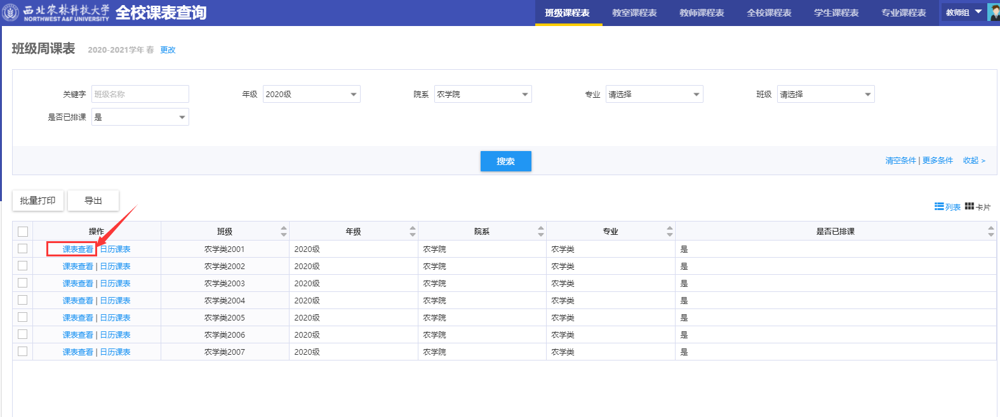 西北农林科技大学 全校课表查询 班级课程表 教室课程表 教师课程表 全校课程表 学生课程表 专业课程表 教师组
NORTHWEST A&F UNIVERSITY
班级周课表 2020-2021学年 春 更改
关键字 班级名称 年级 2020级 院系 农学院 专业 请选择 班级 请选择
是否已排课 是
搜索 清空条件 | 更多条件 收起 >
批量打印 导出 列表 卡片
操作 班级 年级 院系 专业 是否已排课
课表查看 日历课表 农学类2001 2020级 农学院 农学类 是
课表查看 | 日历课表 农学类2002 2020级 农学院 农学类 是
课表查看 | 日历课表 农学类2003 2020级 农学院 农学类 是
课表查看 | 日历课表 农学类2004 2020级 农学院 农学类 是
课表查看 | 日历课表 农学类2005 2020级 农学院 农学类 是
课表查看 | 日历课表 农学类2006 2020级 农学院 农学类 是
课表查看 | 日历课表 农学类2007 2020级 农学院 农学类 是